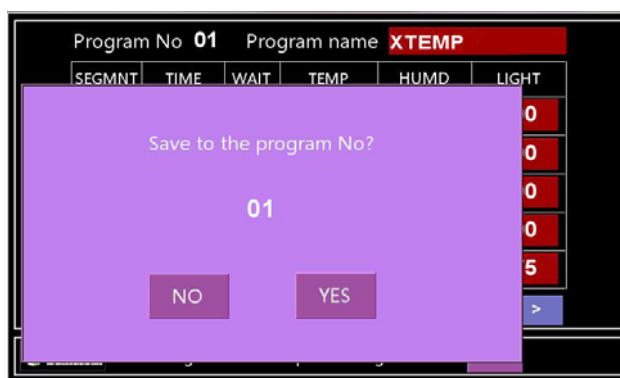 Program No 01 Program name XTEMP
SEGMNT TIME WAIT TEMP HUMD LIGHT
0
Save to the program No?
0
0
01
0
5
NO YES
>